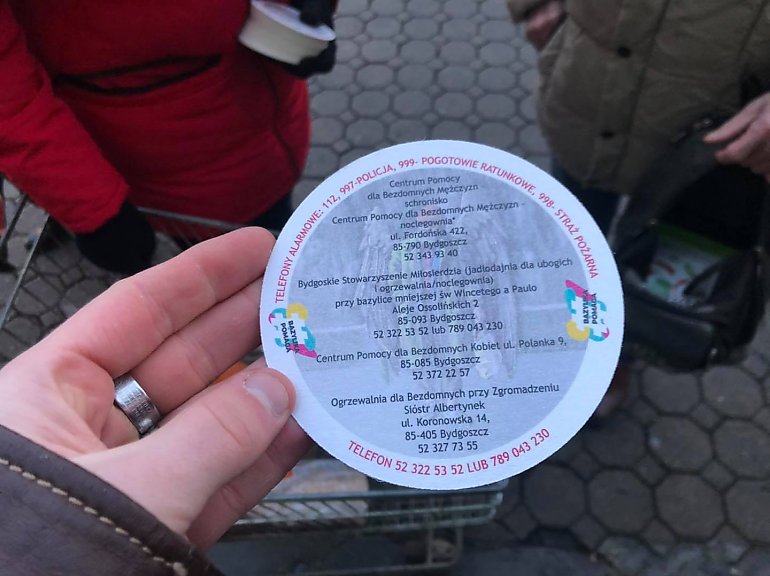 TELEFONY ALARMOWE: 112, 997-POLICJA, 999- POGOTOWIE RATUNKOWE, 998- STRAŻ POŻARNA
Centrum Pomocy
dla Bezdomnych Mężczyzn
schronisko
Centrum Pomocy dla Bezdomnych Mężczyzn -
noclegownia"
ul. Fordońska 422,
85-790 Bydgoszcz
52 343 93 40
Bydgoskie Stowarzyszenie Miłosierdzia (jadłodajnia dla ubogich
i ogrzewalnia/noclegownia)
przy bazylice mniejszej św Wincetego a Paulo
Aleje Ossolińskich 2
85-093 Bydgoszcz
52 322 53 52 lub 789 043 230
BAZYLIKA
POMAGA
BAZYLIKA
POMAGA
Centrum Pomocy dla Bezdomnych Kobiet ul. Polanka 9,
85-085 Bydgoszcz
52 372 22 57
Ogrzewalnia dla Bezdomnych przy Zgromadzeniu
Sióstr Albertynek
ul. Koronowska 14,
85-405 Bydgoszcz
52 327 73 55
TELEFON 52 322 53 52 LUB 789 043 230